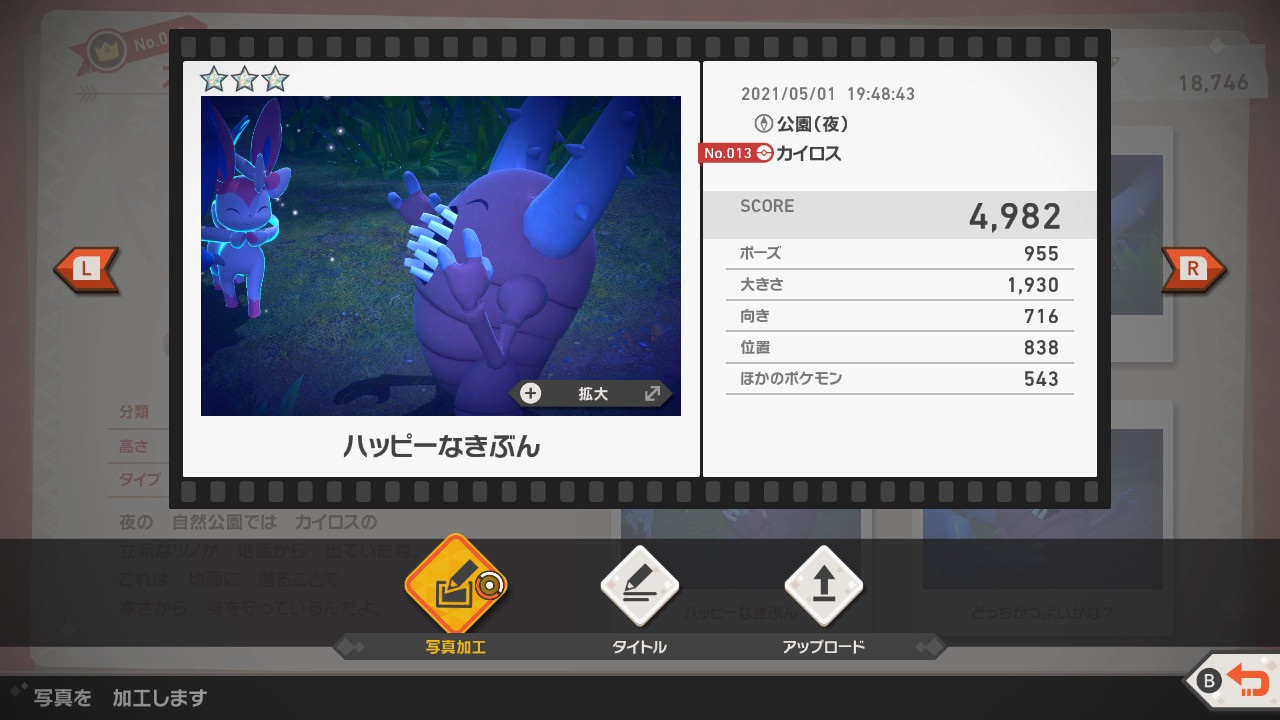 No.0
18,746
2021/05/01 19:48:43
公園(夜)
No.013 カイロス
SCORE 4,982
ポーズ 955
大きさ 1,930
向き 716
位置 838
ほかのポケモン 543
+ 拡大
ハッピーなきぶん
L
R
分類
高さ
タイプ
夜の 自然公園では カイロスの
立派なツノが 地面から 出ていたね。
これは 地面に 潜ることで
寒さから 身を守っているんだよ。
ハッピーなきぶん
どっちがつよいかな?
写真加工
タイトル
アップロード
B
写真を 加工します